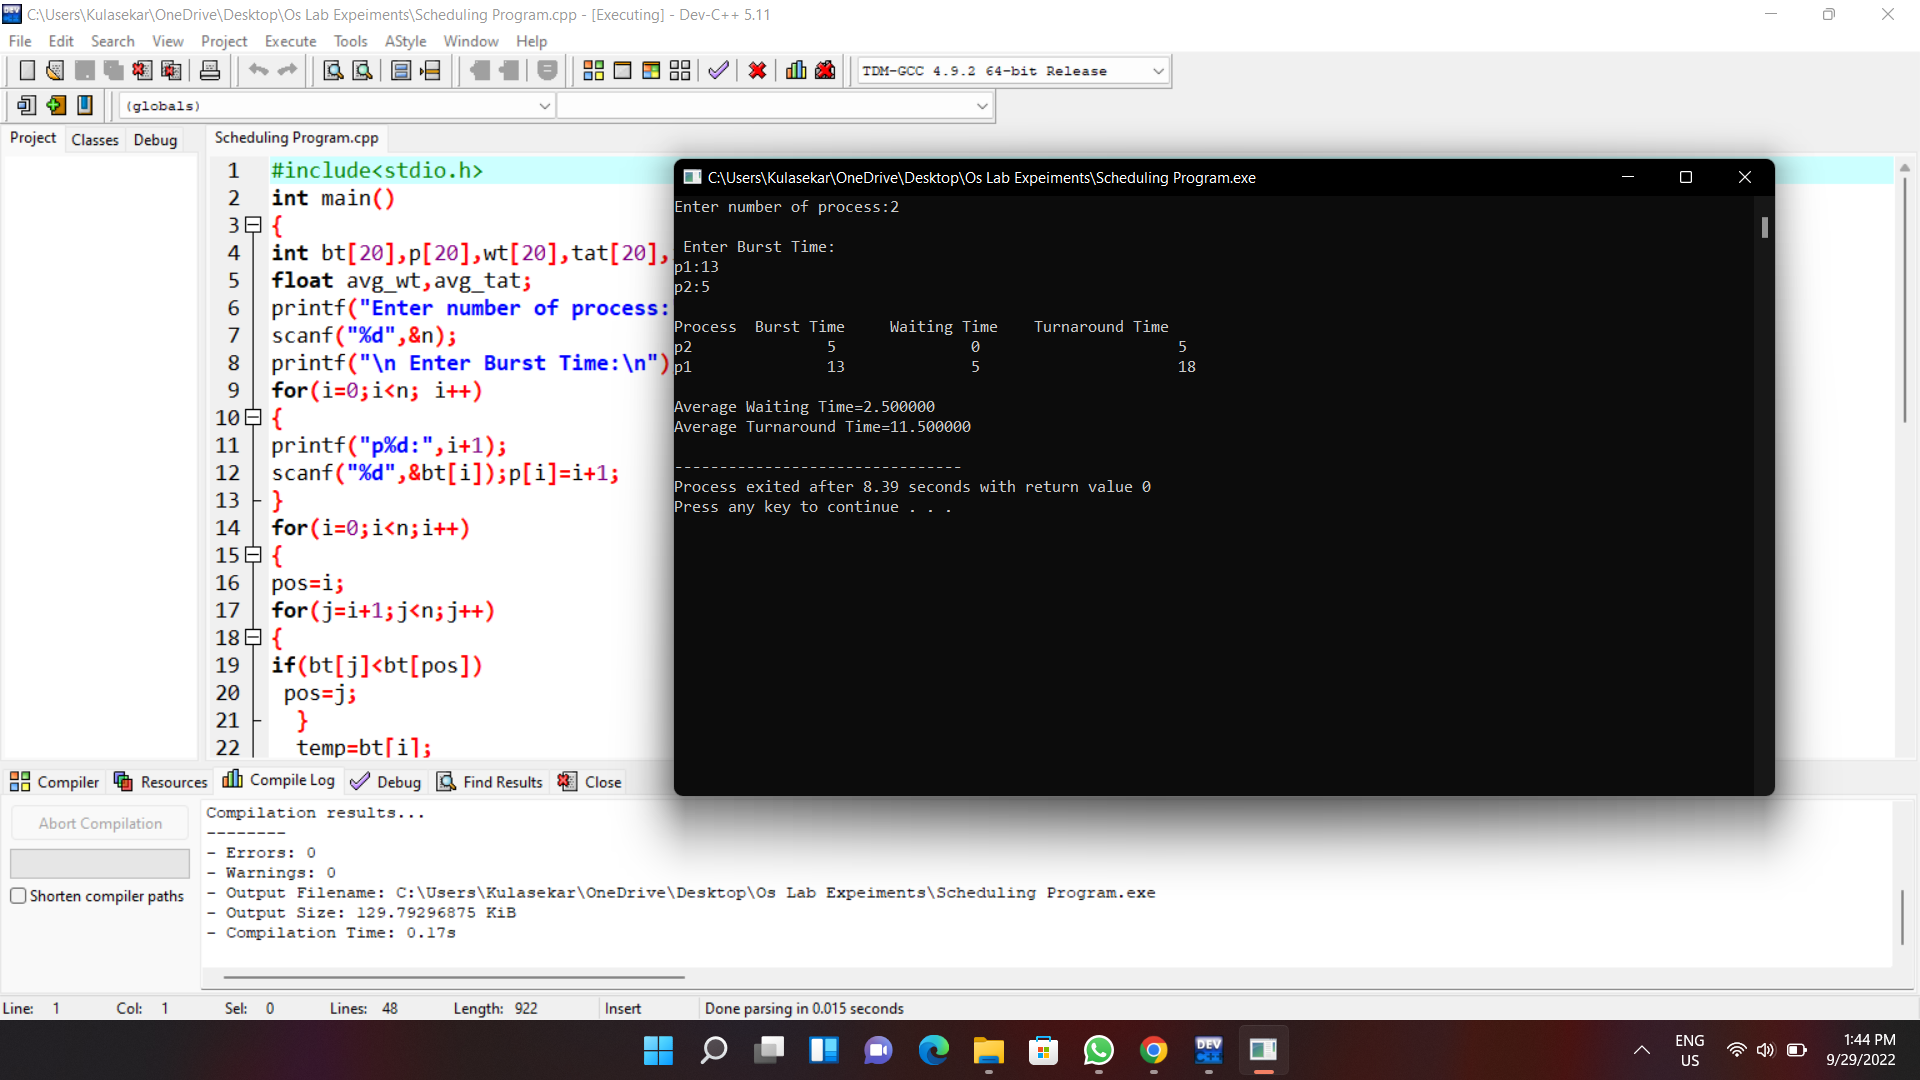 C:\Users\Kulasekar\OneDrive\Desktop\Os Lab Expeiments\Scheduling Program.cpp - [Executing] - Dev-C++ 5.11
File Edit Search View Project Execute Tools AStyle Window Help
TDM-GCC 4.9.2 64-bit Release
(globals)
Project Classes Debug
Scheduling Program.cpp
1 #include<stdio.h>
2 int main()
3 {
4 int bt[20],p[20],wt[20],tat[20],
5 float avg_wt,avg_tat;
6 printf("Enter number of process:
7 scanf("%d",&n);
8 printf("\n Enter Burst Time:\n")
9 for(i=0;i<n; i++)
10 {
11 printf("p%d:",i+1);
12 scanf("%d",&bt[i]);p[i]=i+1;
13 }
14 for(i=0;i<n;i++)
15 {
16 pos=i;
17 for(j=i+1;j<n;j++)
18 {
19 if(bt[j]<bt[pos])
20 pos=j;
21 }
22 temp=bt[i];
C:\Users\Kulasekar\OneDrive\Desktop\Os Lab Expeiments\Scheduling Program.exe
Enter number of process:2
Enter Burst Time:
p1:13
p2:5
Process Burst Time Waiting Time Turnaround Time
p2 5 0 5
p1 13 5 18
Average Waiting Time=2.500000
Average Turnaround Time=11.500000
--------------------------------
Process exited after 8.39 seconds with return value 0
Press any key to continue . . .
Compiler Resources Compile Log Debug Find Results Close
Abort Compilation
Shorten compiler paths
Compilation results...
--------
- Errors: 0
- Warnings: 0
- Output Filename: C:\Users\Kulasekar\OneDrive\Desktop\Os Lab Expeiments\Scheduling Program.exe
- Output Size: 129.79296875 KiB
- Compilation Time: 0.17s
Line: 1 Col: 1 Sel: 0 Lines: 48 Length: 922 Insert Done parsing in 0.015 seconds
DEV
ENG
US
1:44 PM
9/29/2022